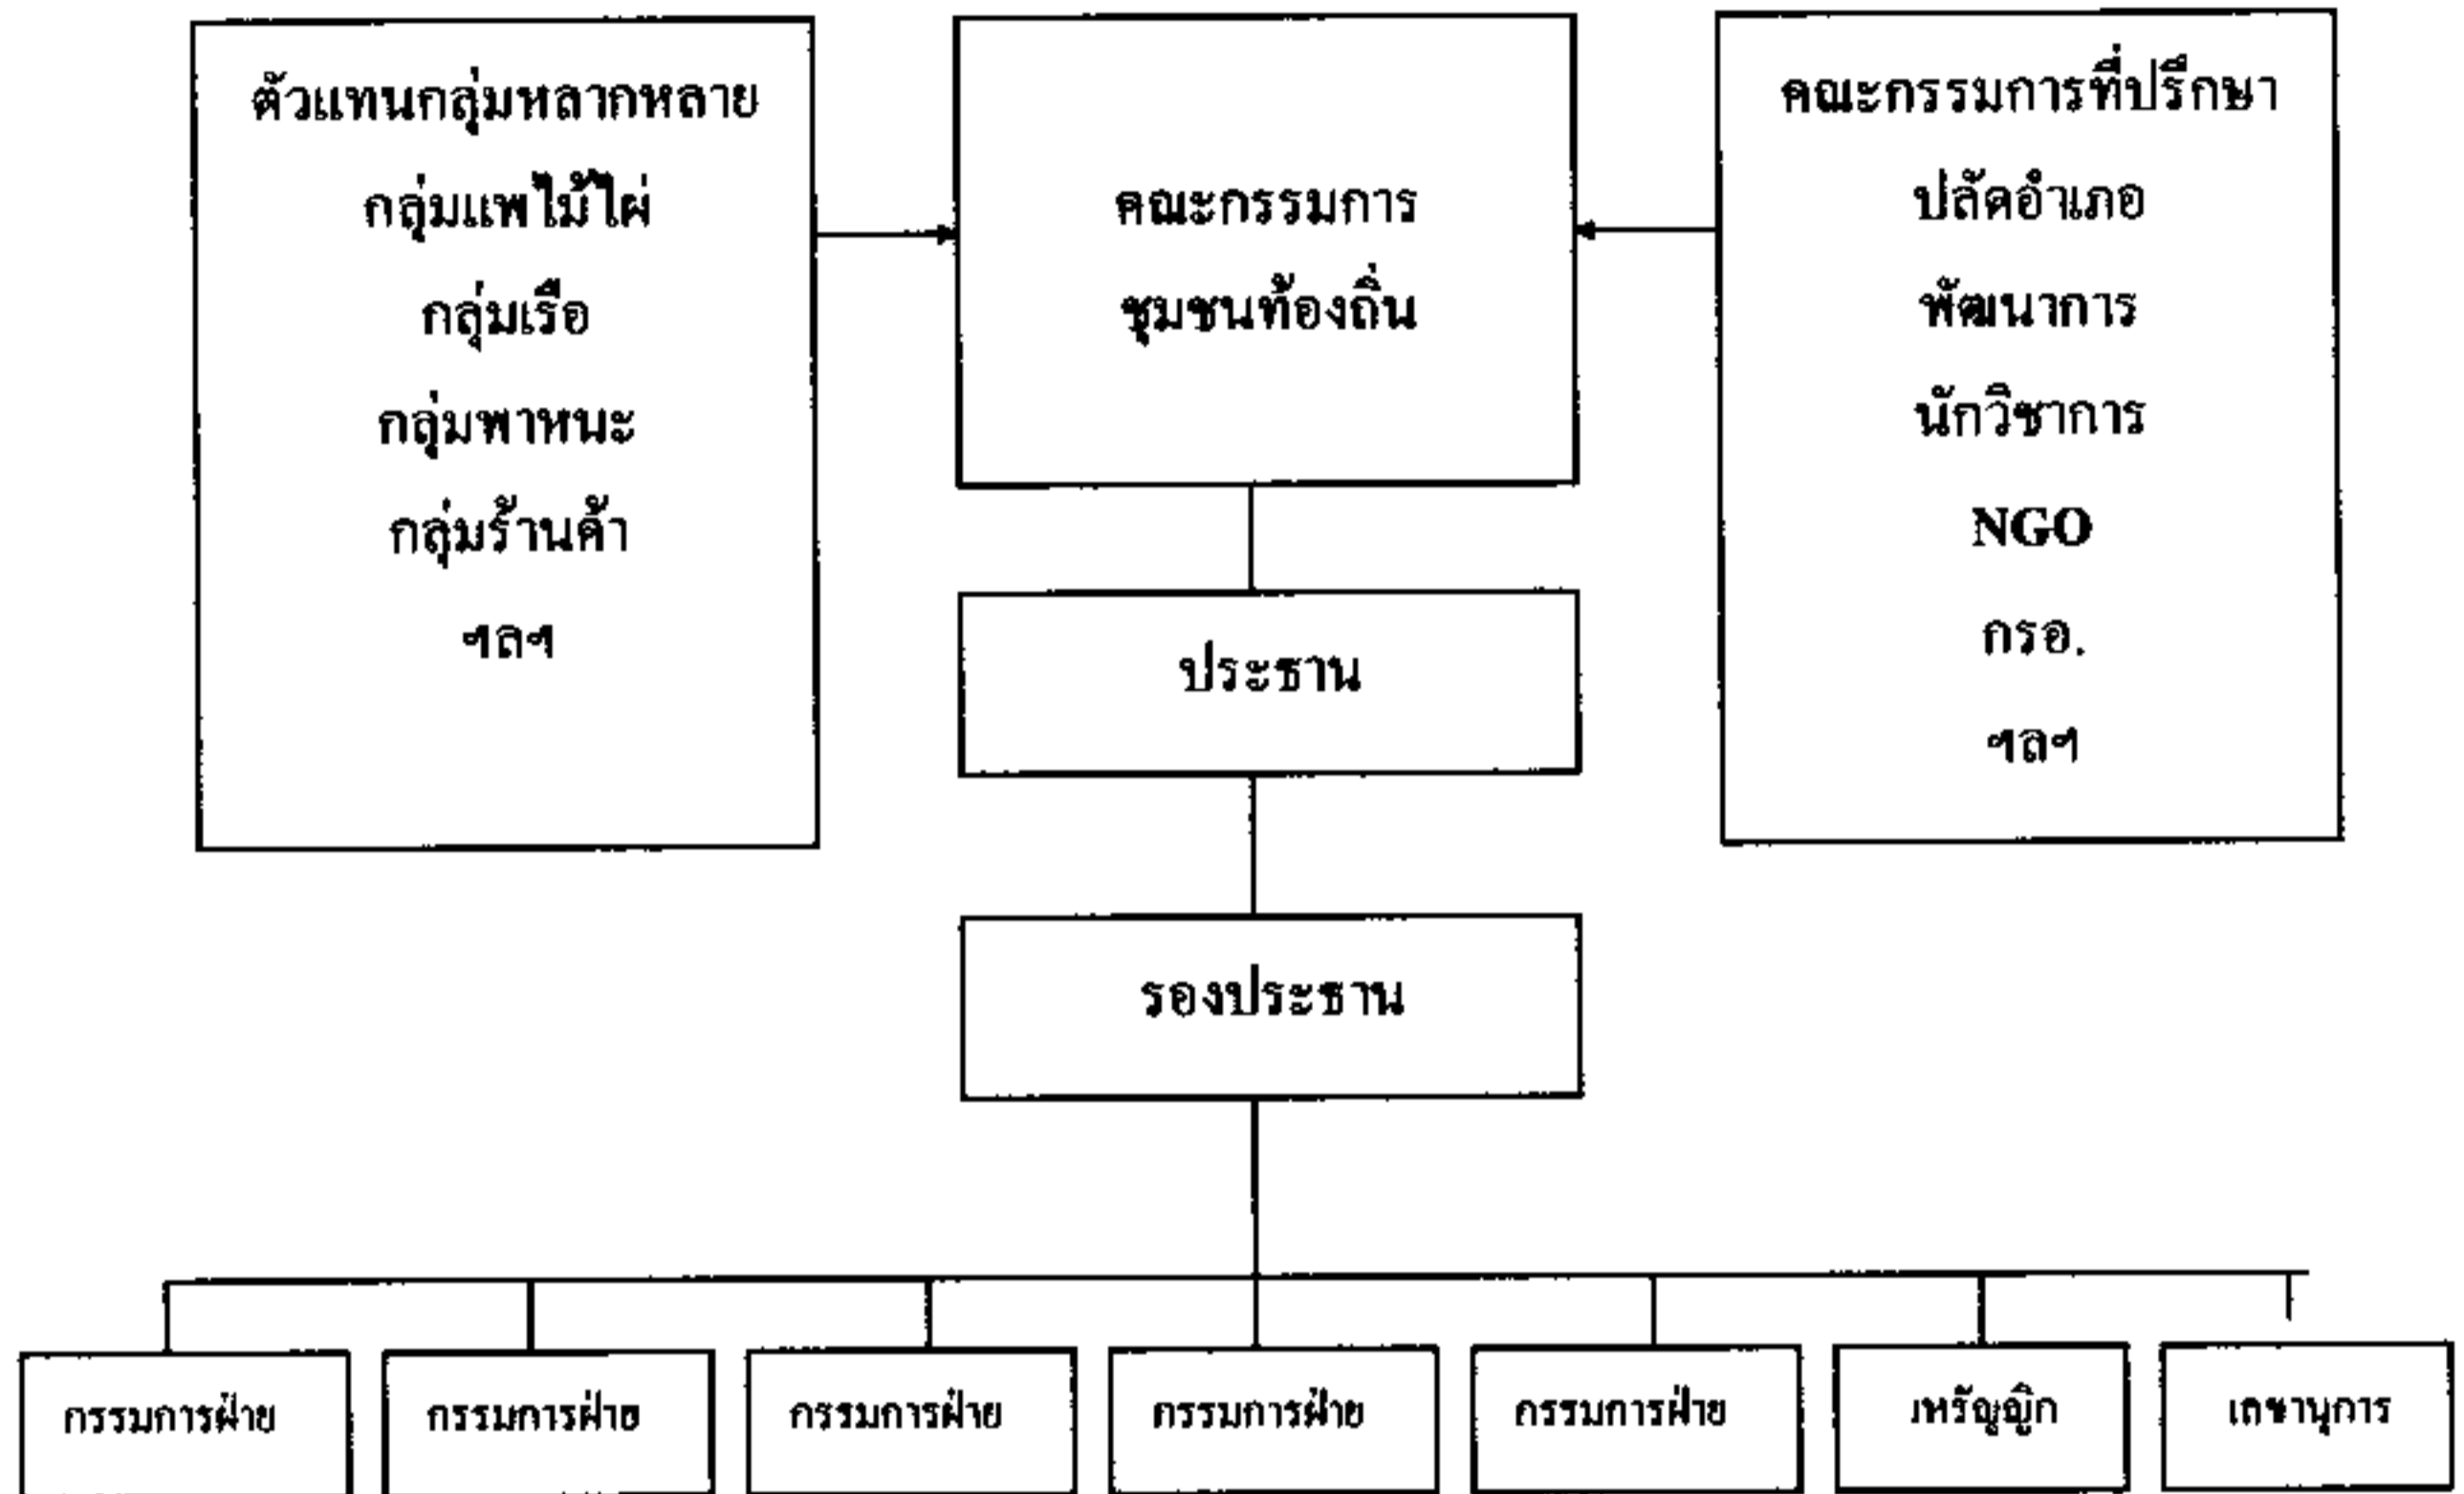 ตัวแทนกลุ่มหลากหลาย
กลุ่มแพไม้ไผ่
กลุ่มเรือ
กลุ่มพาหนะ
กลุ่มร้านค้า
ฯลฯ
คณะกรรมการ
ชุมชนท้องถิ่น
คณะกรรมการที่ปรึกษา
ปลัดอำเภอ
พัฒนาการ
นักวิชาการ
NGO
กรอ.
ฯลฯ
ประธาน
รองประธาน
กรรมการฝ่าย
กรรมการฝ่าย
กรรมการฝ่าย
กรรมการฝ่าย
กรรมการฝ่าย
เหรัญญิก
เลขานุการ